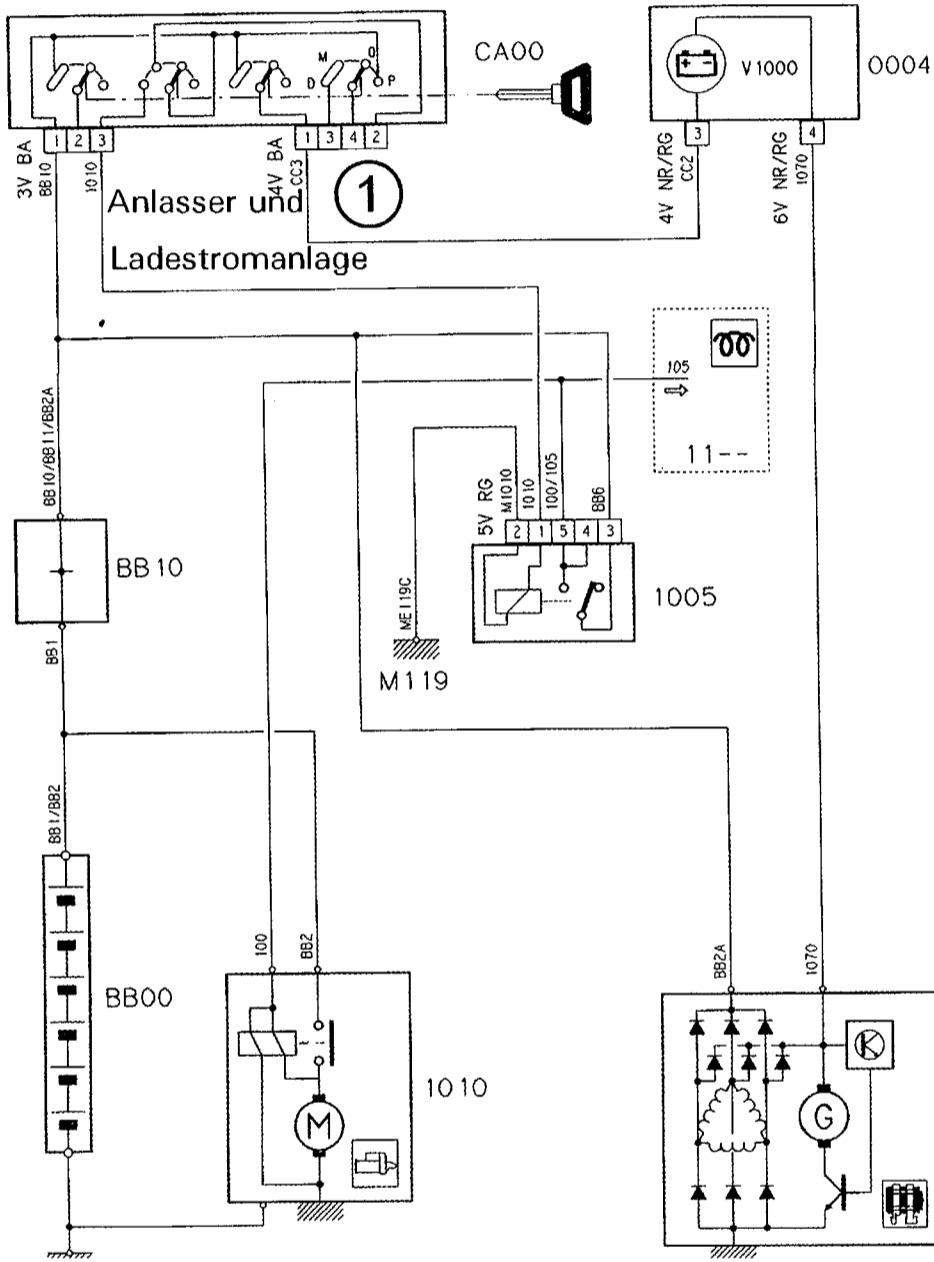 CA00
M
O
D
P
V1000
0004
1 2 3
1 3 4 2
3
4
3V BA
BB10
1010
4V BA
CC3
4V NR/RG
CC2
6V NR/RG
1070
Anlasser und
1
Ladestromanlage
105
11--
BB10/BB11/BB2A
5V RG
M1010
1010
100/105
BB6
2 1 5 4 3
BB10
1005
ME119C
BB1
M119
BB1/BB2
100
BB2
BB2A
1070
BB00
1010
M
G